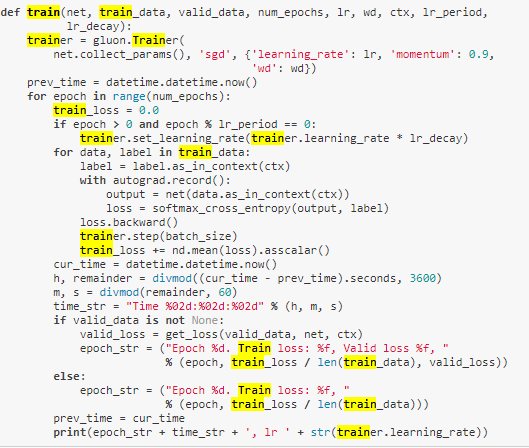 def train(net, train_data, valid_data, num_epochs, lr, wd, ctx, lr_period,
          lr_decay):
    trainer = gluon.Trainer(
        net.collect_params(), 'sgd', {'learning_rate': lr, 'momentum': 0.9,
                                      'wd': wd})
    prev_time = datetime.datetime.now()
    for epoch in range(num_epochs):
        train_loss = 0.0
        if epoch > 0 and epoch % lr_period == 0:
            trainer.set_learning_rate(trainer.learning_rate * lr_decay)
        for data, label in train_data:
            label = label.as_in_context(ctx)
            with autograd.record():
                output = net(data.as_in_context(ctx))
                loss = softmax_cross_entropy(output, label)
            loss.backward()
            trainer.step(batch_size)
            train_loss += nd.mean(loss).asscalar()
        cur_time = datetime.datetime.now()
        h, remainder = divmod((cur_time - prev_time).seconds, 3600)
        m, s = divmod(remainder, 60)
        time_str = "Time %02d:%02d:%02d" % (h, m, s)
        if valid_data is not None:
            valid_loss = get_loss(valid_data, net, ctx)
            epoch_str = ("Epoch %d. Train loss: %f, Valid loss %f, "
                         % (epoch, train_loss / len(train_data), valid_loss))
        else:
            epoch_str = ("Epoch %d. Train loss: %f, "
                         % (epoch, train_loss / len(train_data)))
        prev_time = cur_time
        print(epoch_str + time_str + ', lr ' + str(trainer.learning_rate))